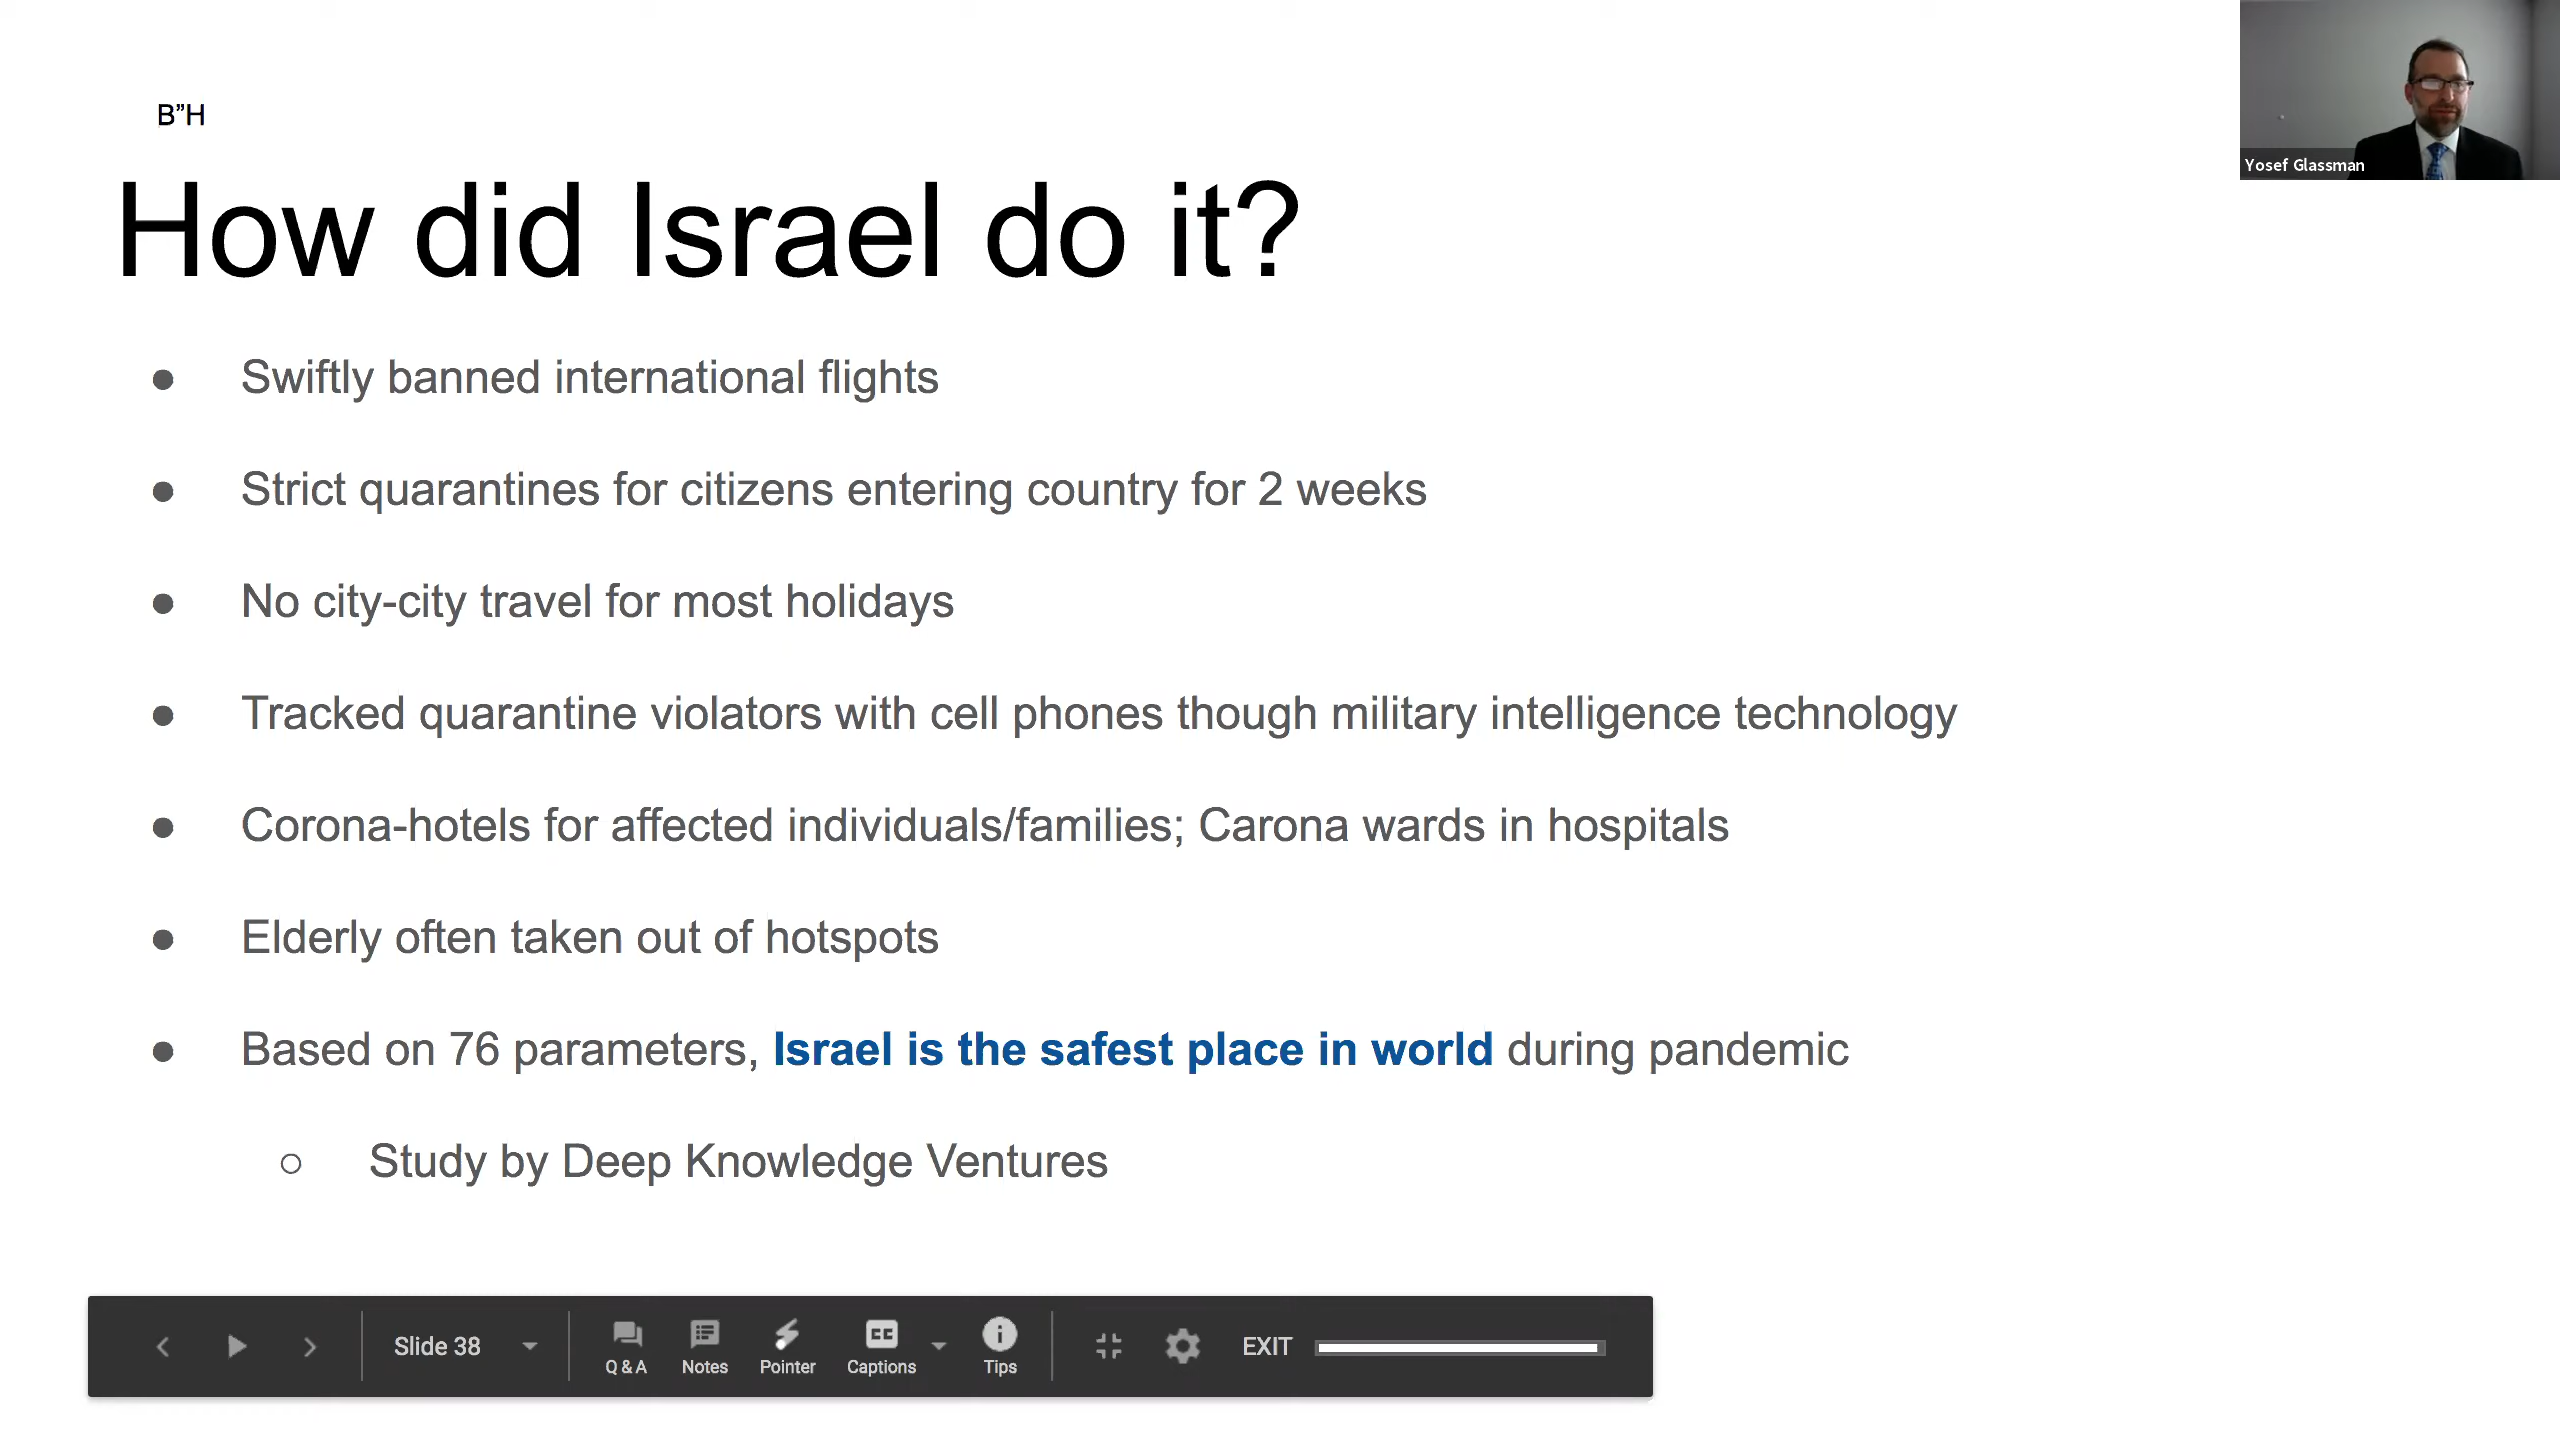 B”H
Yosef Glassman
How did Israel do it?
● Swiftly banned international flights
● Strict quarantines for citizens entering country for 2 weeks
● No city-city travel for most holidays
● Tracked quarantine violators with cell phones though military intelligence technology
● Corona-hotels for affected individuals/families; Carona wards in hospitals
● Elderly often taken out of hotspots
● Based on 76 parameters, Israel is the safest place in world during pandemic
○ Study by Deep Knowledge Ventures
Slide 38 Q & A Notes Pointer CC Captions Tips EXIT